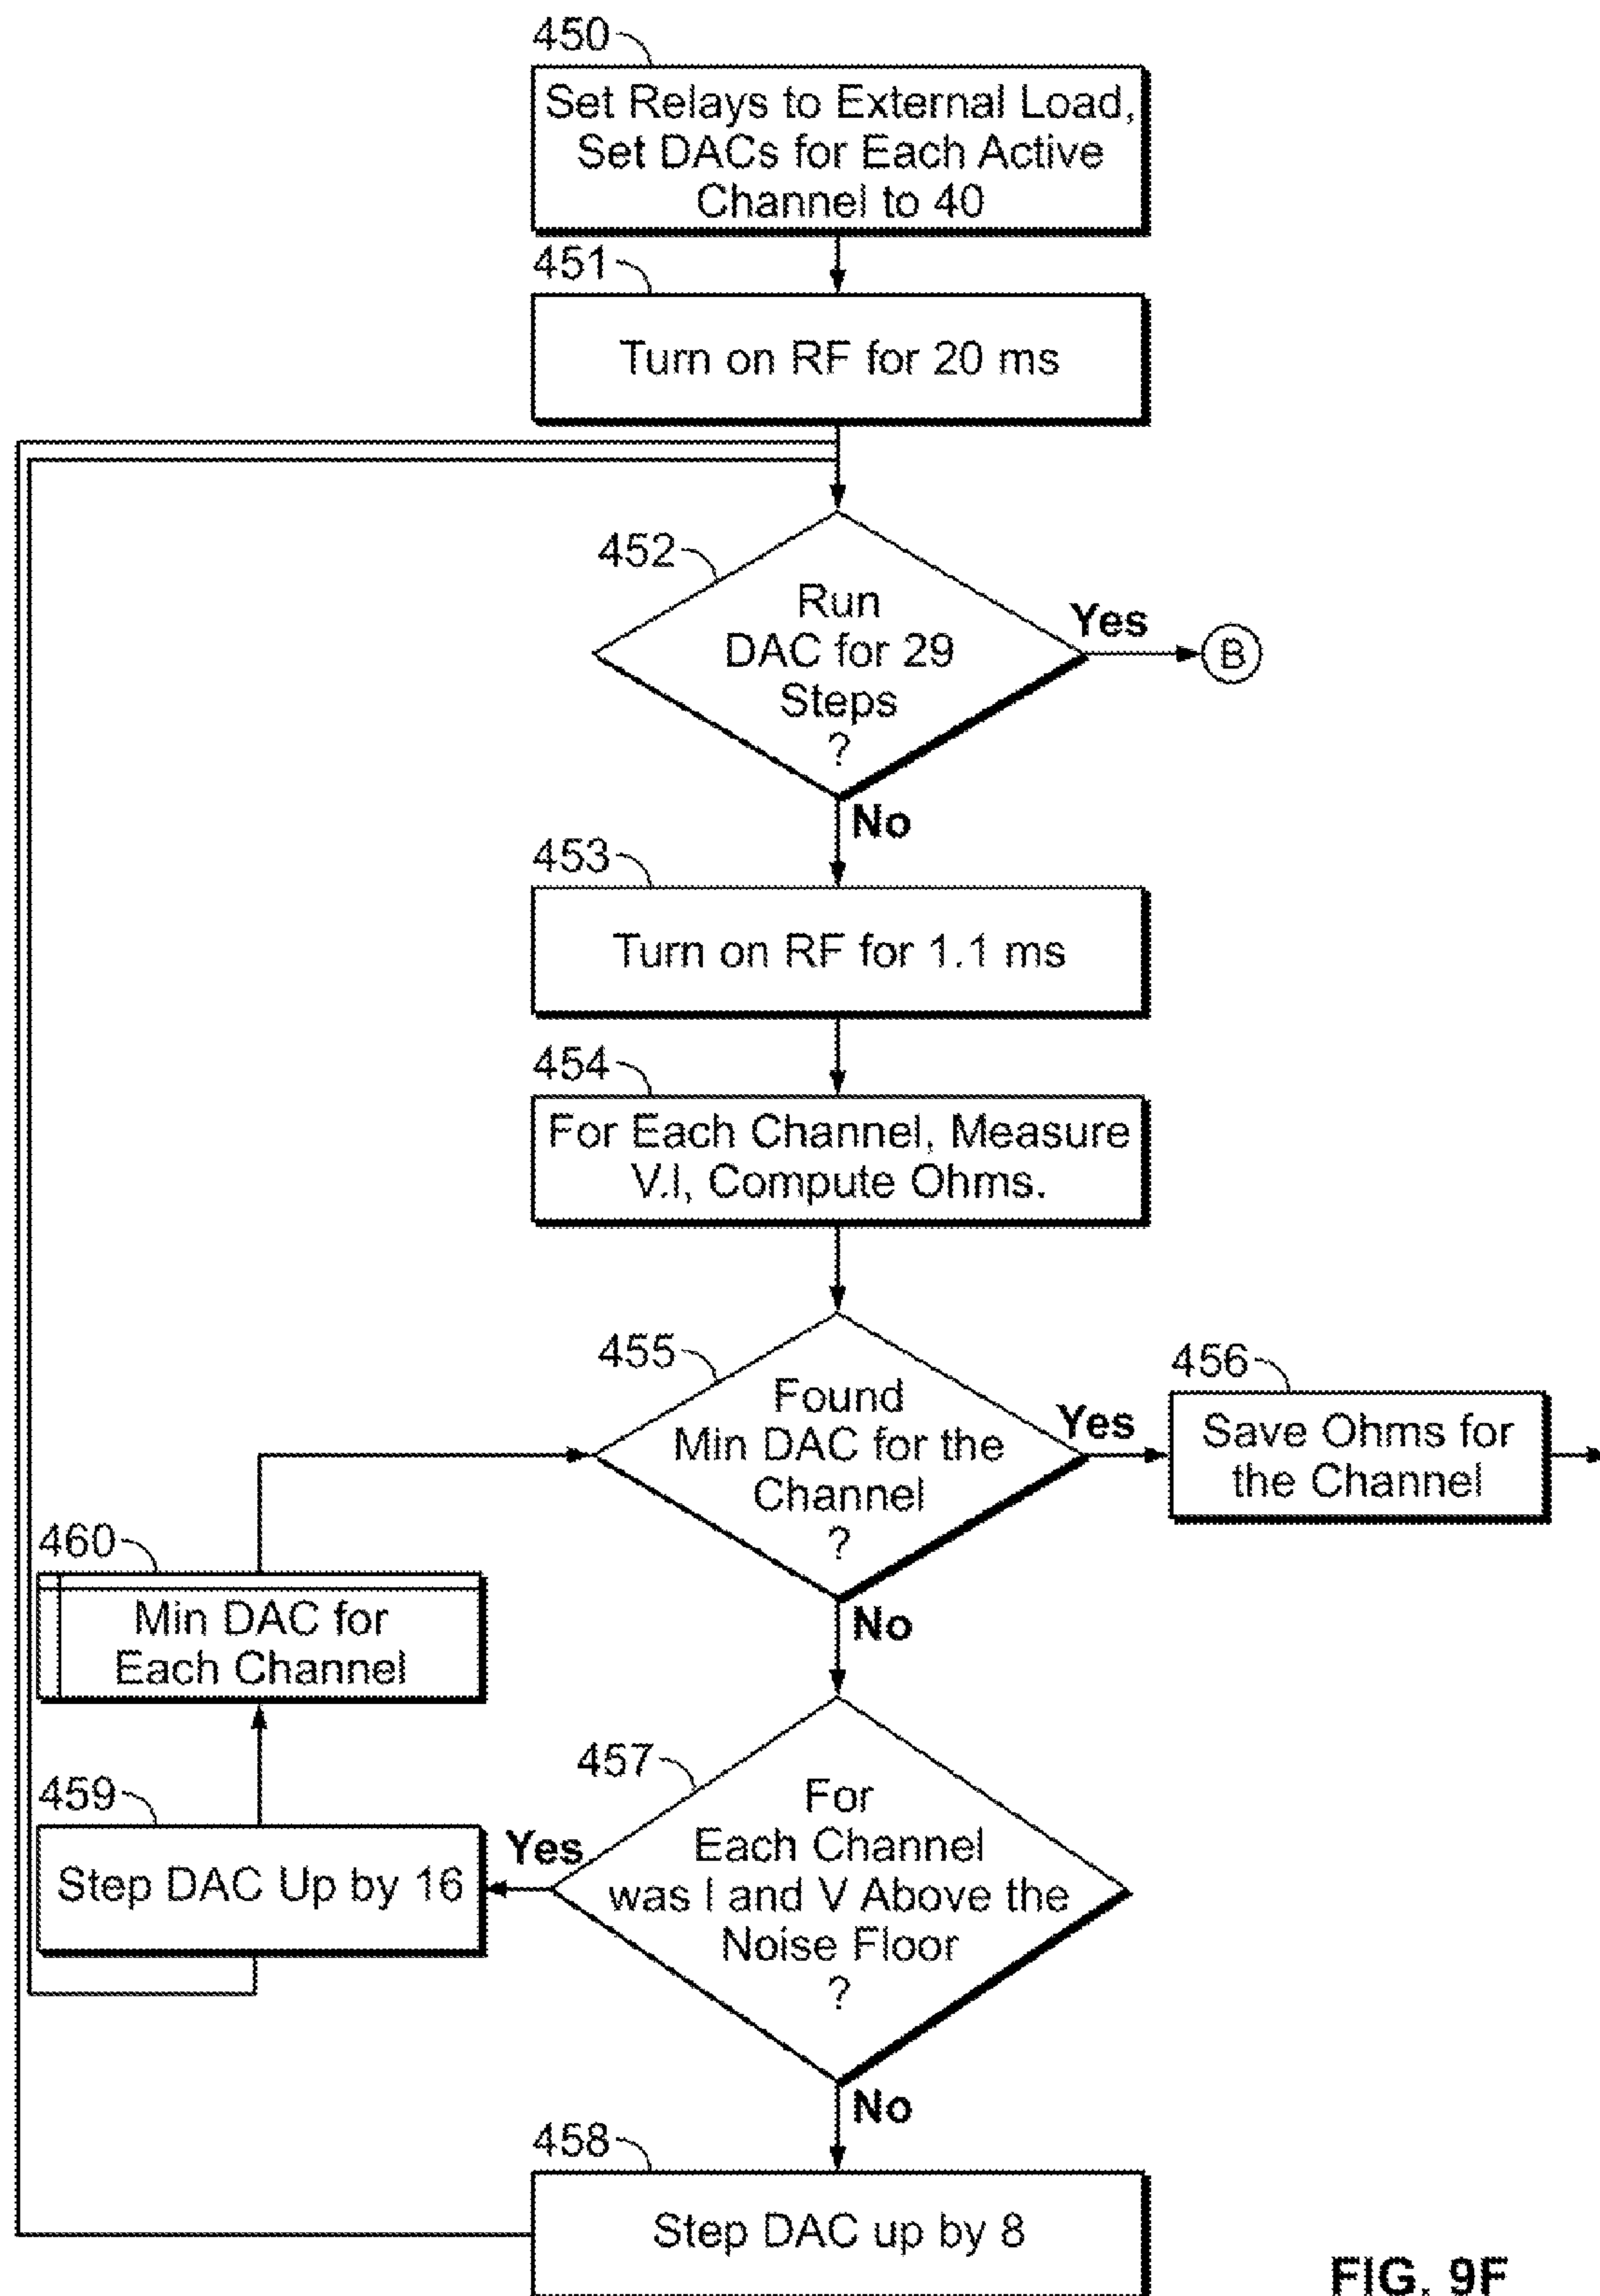 450
Set Relays to External Load,
Set DACs for Each Active
Channel to 40
451
Turn on RF for 20 ms
452
Run
DAC for 29
Steps
?
Yes
B
No
453
Turn on RF for 1.1 ms
454
For Each Channel, Measure
V.I, Compute Ohms.
455
Found
Min DAC for the
Channel
?
Yes
456
Save Ohms for
the Channel
No
460
Min DAC for
Each Channel
457
For
Each Channel
was I and V Above the
Noise Floor
?
Yes
459
Step DAC Up by 16
No
458
Step DAC up by 8
FIG. 9F